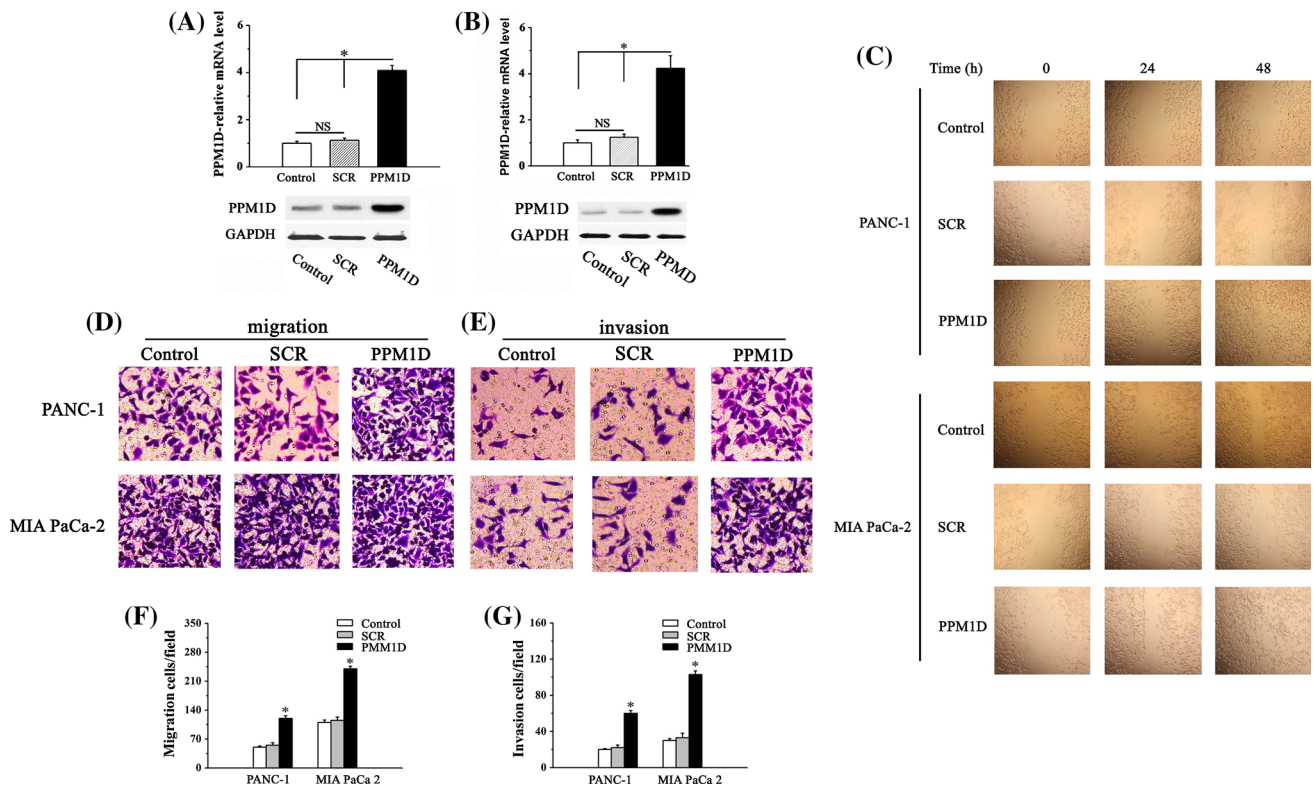 (A)
PPM1D-relative mRNA level
6
4
2
0
*
NS
Control SCR PPM1D
PPM1D
GAPDH
Control SCR PPM1D
(B)
PPM1D-relative mRNA level
6
4
2
0
*
NS
Control SCR PPM1D
PPM1D
GAPDH
Control SCR PPMD
(C)
Time (h) 0 24 48
PANC-1
Control
SCR
PPM1D
MIA PaCa-2
Control
SCR
PPM1D
(D) migration
Control SCR PPM1D
(E) invasion
Control SCR PPM1D
PANC-1
MIA PaCa-2
(F)
Migration cells/field
350
280
210
140
70
0
Control
SCR
PMM1D
*
*
PANC-1 MIA PaCa 2
(G)
Invasion cells/field
160
120
80
40
0
Control
SCR
PMM1D
*
*
PANC-1 MIA PaCa 2